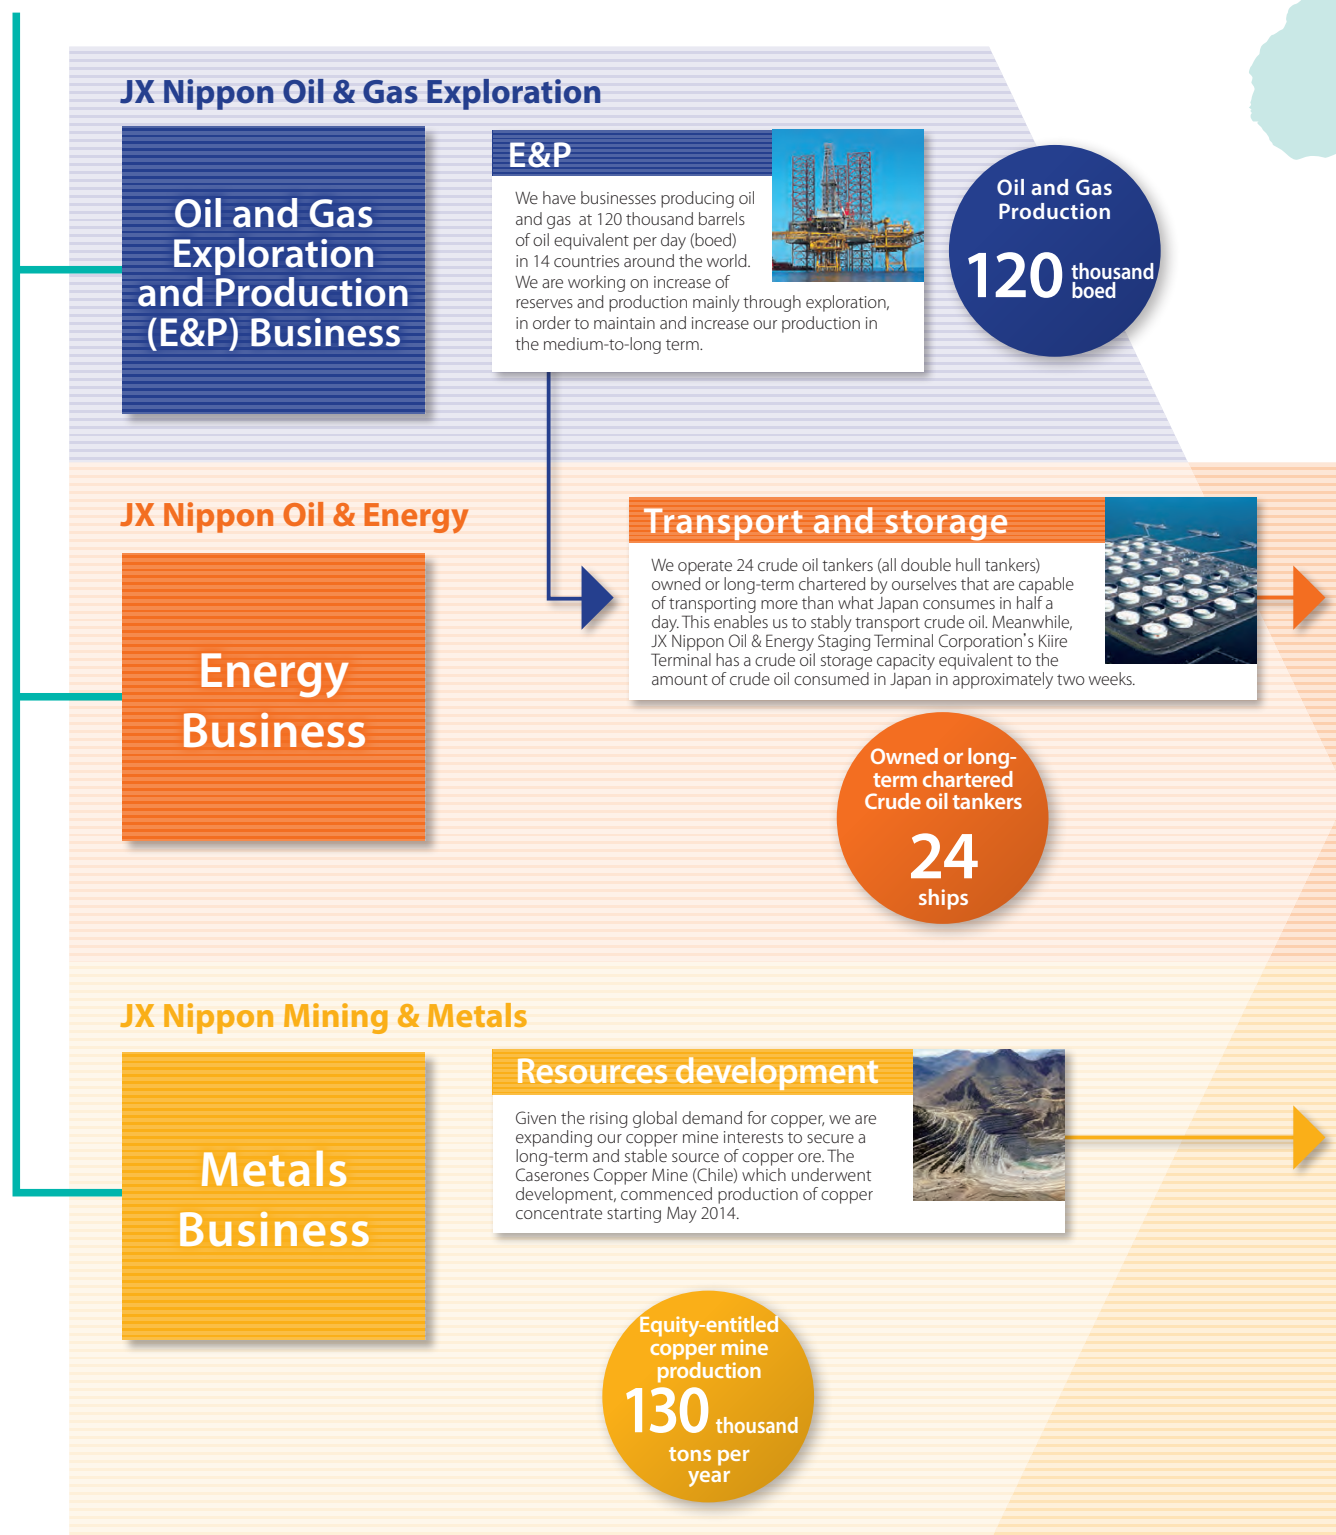 JX Nippon Oil & Gas Exploration
Oil and Gas
Exploration
and Production
(E&P) Business
E&P
We have businesses producing oil
and gas at 120 thousand barrels
of oil equivalent per day (boed)
in 14 countries around the world.
We are working on increase of
reserves and production mainly through exploration,
in order to maintain and increase our production in
the medium-to-long term.
Oil and Gas
Production
120 thousand
boed
JX Nippon Oil & Energy
Energy
Business
Transport and storage
We operate 24 crude oil tankers (all double hull tankers)
owned or long-term chartered by ourselves that are capable
of transporting more than what Japan consumes in half a
day. This enables us to stably transport crude oil. Meanwhile,
JX Nippon Oil & Energy Staging Terminal Corporation's Kiire
Terminal has a crude oil storage capacity equivalent to the
amount of crude oil consumed in Japan in approximately two weeks.
Owned or long-
term chartered
Crude oil tankers
24
ships
JX Nippon Mining & Metals
Metals
Business
Resources development
Given the rising global demand for copper, we are
expanding our copper mine interests to secure a
long-term and stable source of copper ore. The
Caserones Copper Mine (Chile) which underwent
development, commenced production of copper
concentrate starting May 2014.
Equity-entitled
copper mine
production
130 thousand
tons per
year